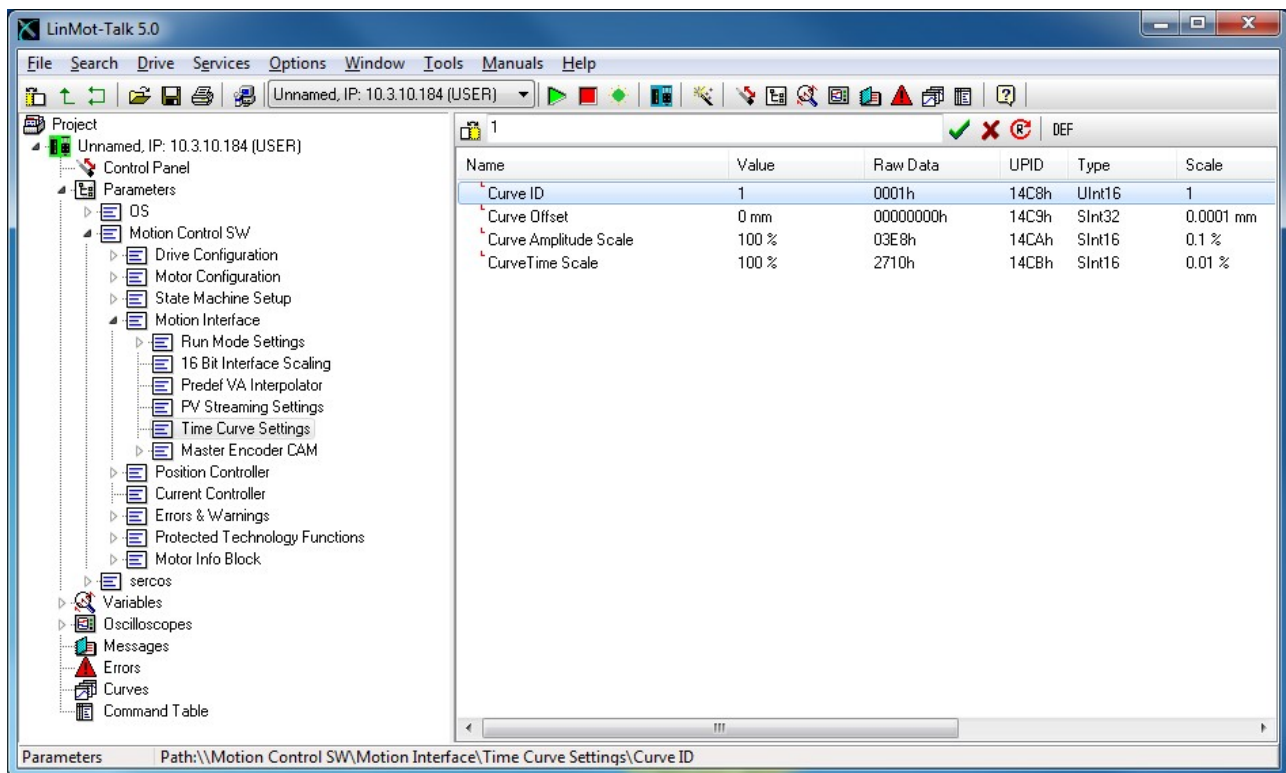 LinMot-Talk 5.0
File Search Drive Services Options Window Tools Manuals Help
Unnamed, IP: 10.3.10.184 (USER)
Project
Unnamed, IP: 10.3.10.184 (USER)
Control Panel
Parameters
OS
Motion Control SW
Drive Configuration
Motor Configuration
State Machine Setup
Motion Interface
Run Mode Settings
16 Bit Interface Scaling
Predef VA Interpolator
PV Streaming Settings
Time Curve Settings
Master Encoder CAM
Position Controller
Current Controller
Errors & Warnings
Protected Technology Functions
Motor Info Block
sercos
Variables
Oscilloscopes
Messages
Errors
Curves
Command Table
1 DEF
Name Value Raw Data UPID Type Scale
Curve ID 1 0001h 14C8h UInt16 1
Curve Offset 0 mm 00000000h 14C9h SInt32 0.0001 mm
Curve Amplitude Scale 100 % 03E8h 14CAh SInt16 0.1 %
CurveTime Scale 100 % 2710h 14CBh SInt16 0.01 %
Parameters Path:\\Motion Control SW\Motion Interface\Time Curve Settings\Curve ID